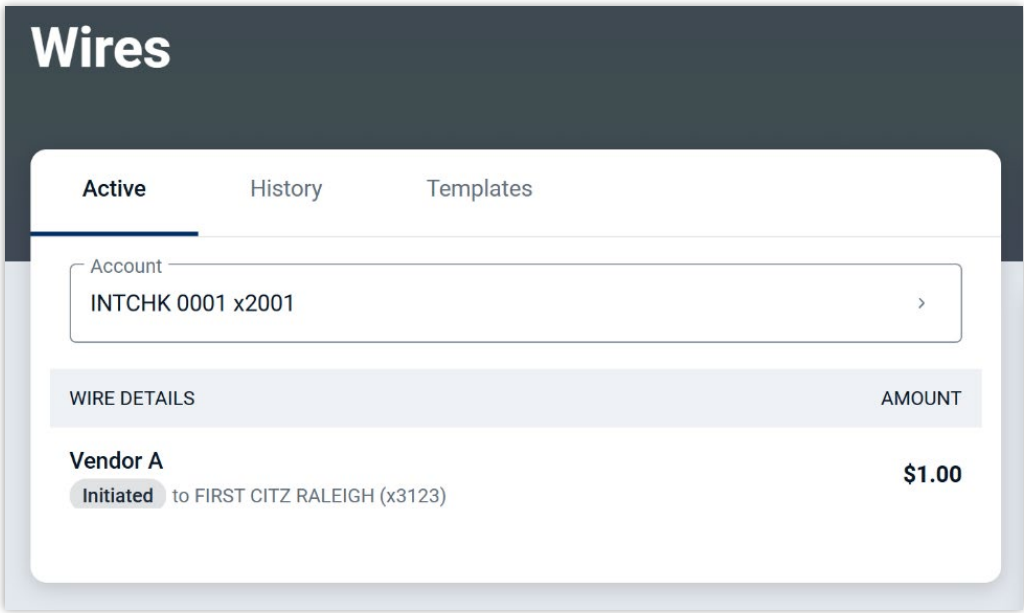 Wires
Active History Templates
Account
INTCHK 0001 x2001
WIRE DETAILS AMOUNT
Vendor A
$1.00
Initiated to FIRST CITZ RALEIGH (x3123)